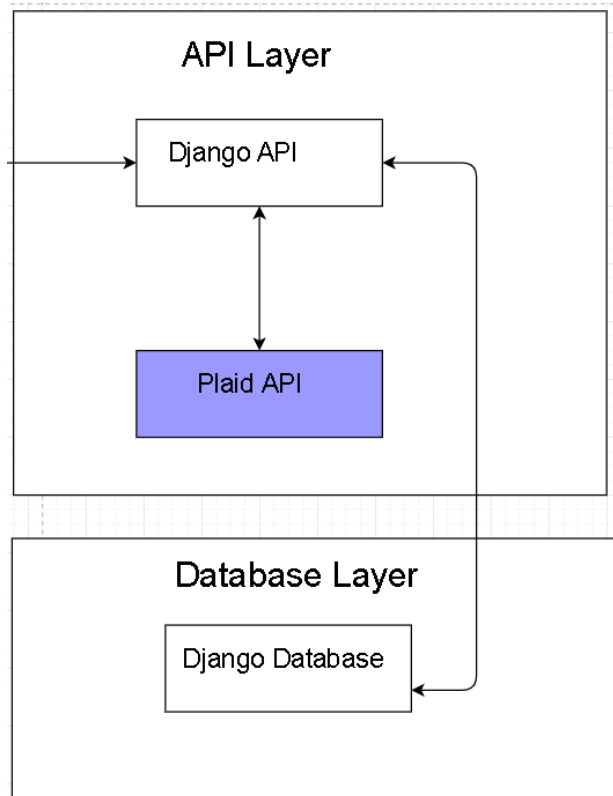 API Layer
Django API
Plaid API
Database Layer
Django Database